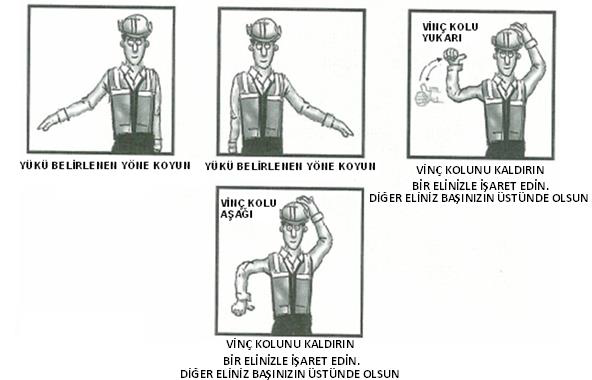 YÜKÜ BELİRLENEN YÖNE KOYUN
YÜKÜ BELİRLENEN YÖNE KOYUN
VİNÇ KOLU
YUKARI
VİNÇ KOLUNU KALDIRIN
BİR ELİNİZLE İŞARET EDİN.
DİĞER ELİNİZ BAŞINIZIN ÜSTÜNDE OLSUN
VİNÇ KOLU
AŞAĞI
VİNÇ KOLUNU KALDIRIN
BİR ELİNİZLE İŞARET EDİN.
DİĞER ELİNİZ BAŞINIZIN ÜSTÜNDE OLSUN